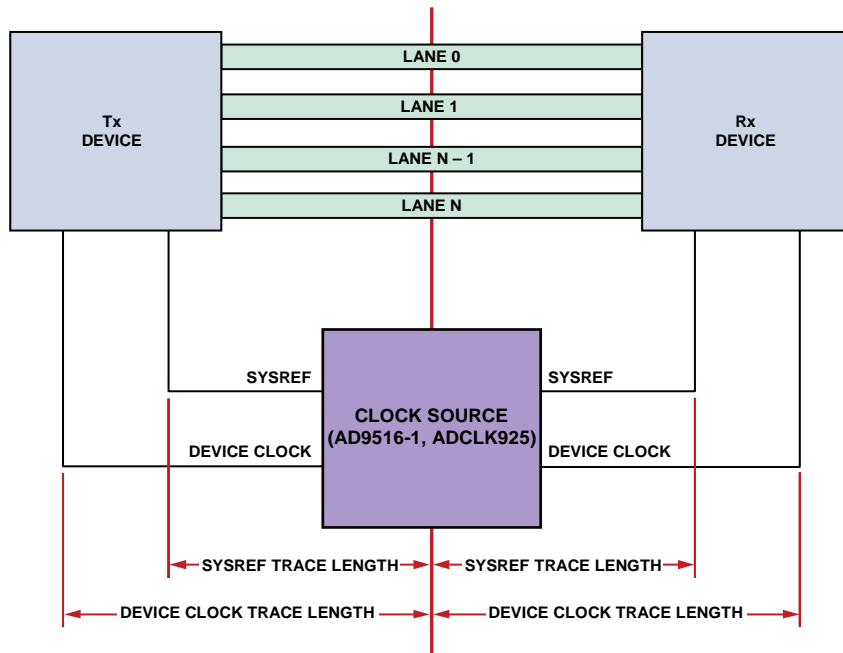 LANE 0
LANE 1
Tx
DEVICE
Rx
DEVICE
LANE N – 1
LANE N
SYSREF
SYSREF
CLOCK SOURCE
(AD9516-1, ADCLK925)
DEVICE CLOCK
DEVICE CLOCK
SYSREF TRACE LENGTH
SYSREF TRACE LENGTH
DEVICE CLOCK TRACE LENGTH
DEVICE CLOCK TRACE LENGTH